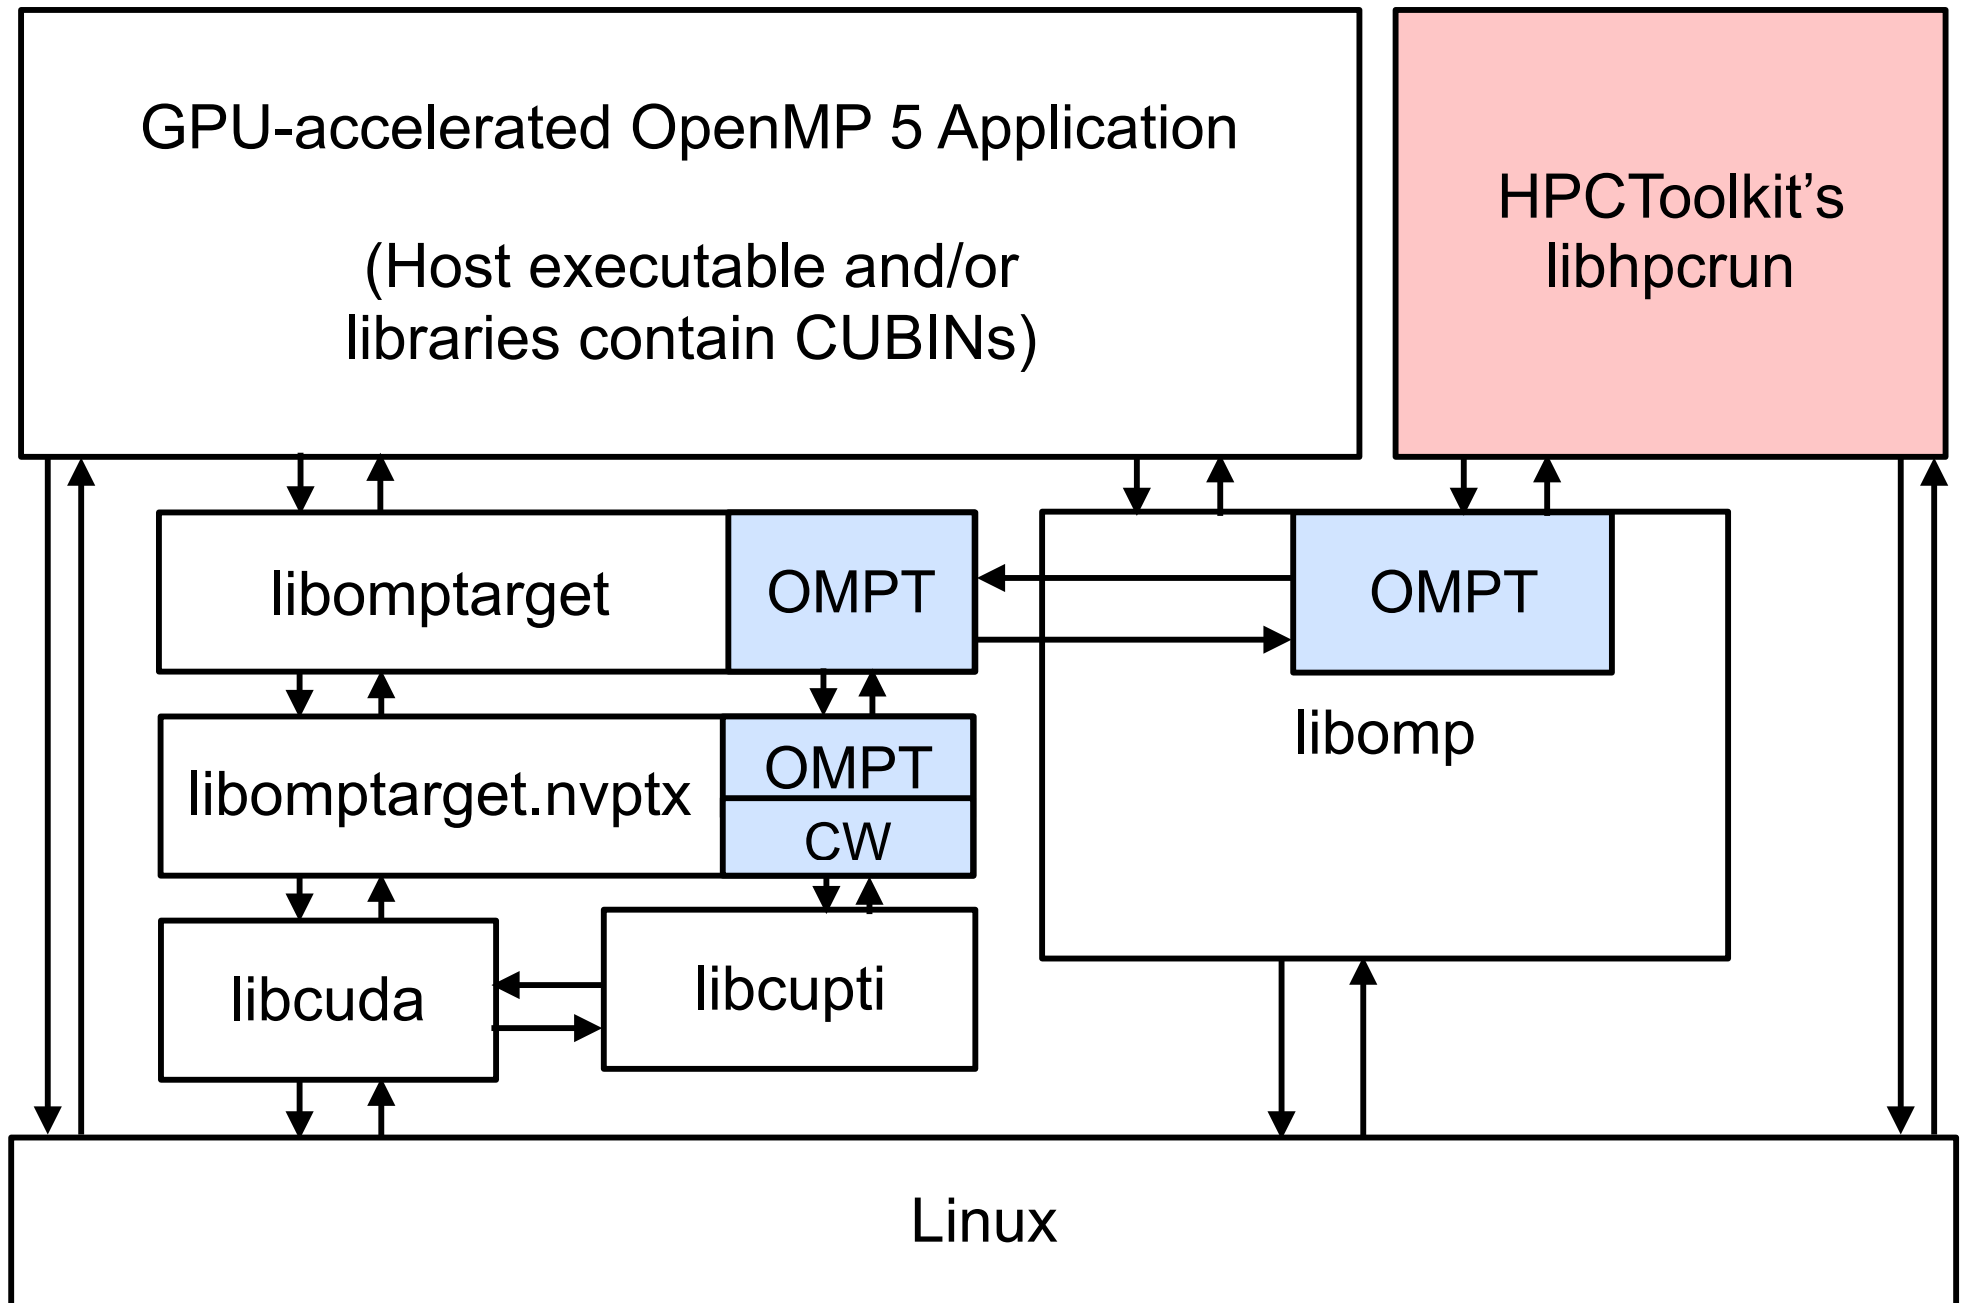 GPU-accelerated OpenMP 5 Application
(Host executable and/or
libraries contain CUBINs)
HPCToolkit’s
libhpcrun
libomptarget
OMPT
OMPT
libomp
libomptarget.nvptx
OMPT
CW
libcuda
libcupti
Linux